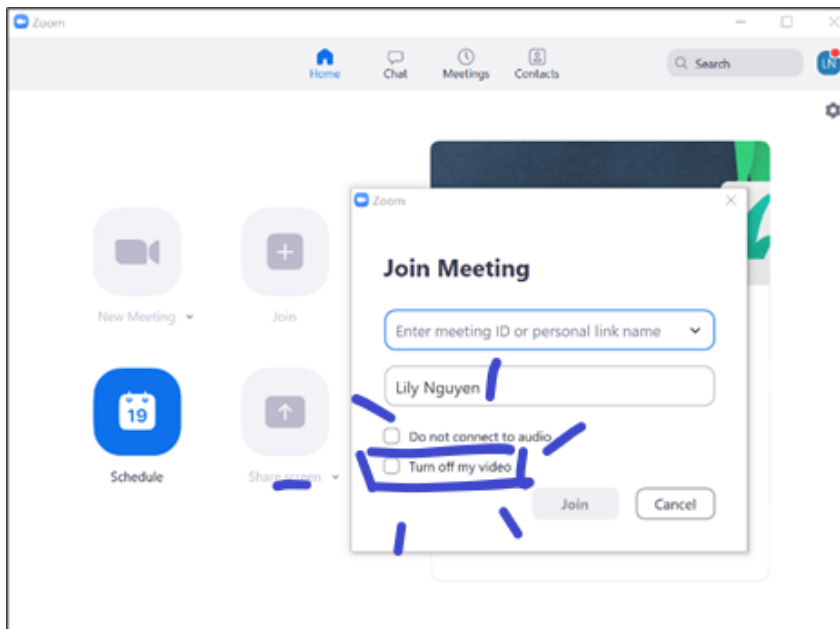 Zoom
Home Chat Meetings Contacts
Search LN
Zoom
Join Meeting
New Meeting Join
Enter meeting ID or personal link name
Lily Nguyen
19
Do not connect to audio
Turn off my video
Schedule Share screen
Join Cancel